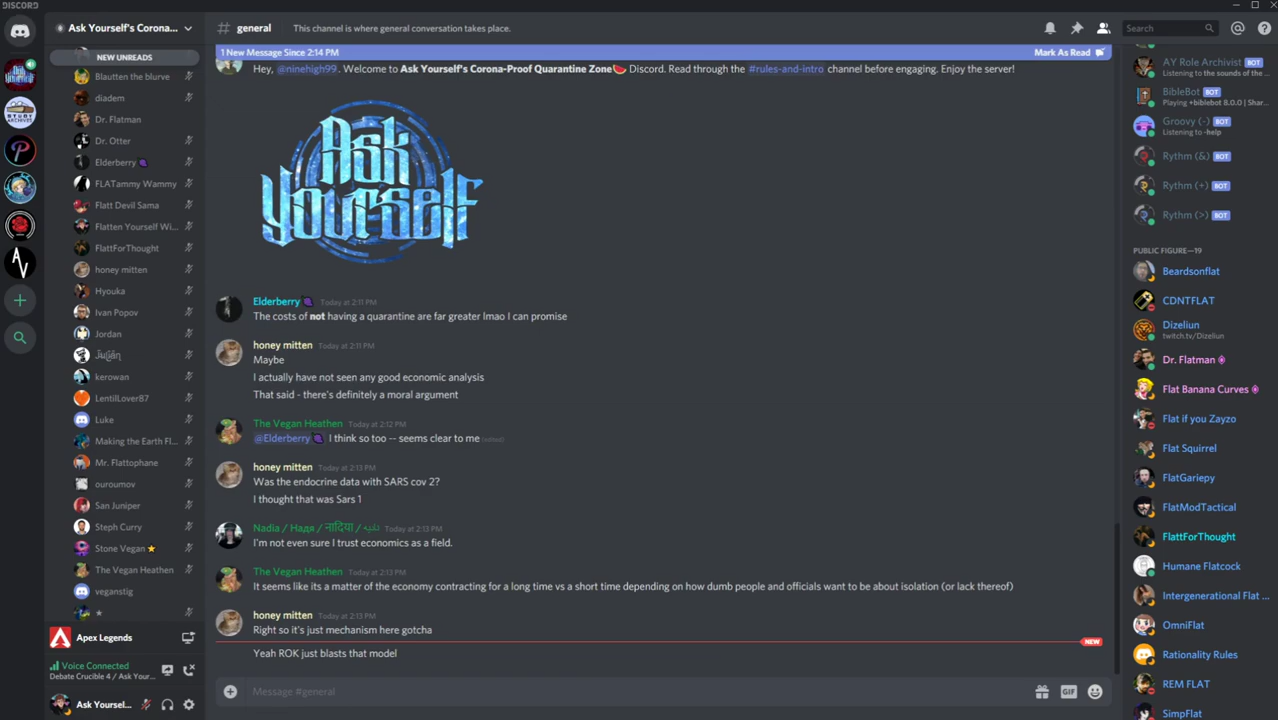 DISCORD
Ask Yourself's Corona...
NEW UNREADS
Blautten the blurve
diadem
Dr. Flatman
Dr. Otter
Elderberry
FLATammy Wammy
Flatt Devil Sama
Flatten Yourself Wi...
FlattForThought
honey mitten
Hyouka
Ivan Popov
Jordan
kerowan
LentilLover87
Luke
Making the Earth Fl...
Mr. Flattophane
ouroumov
San Juniper
Steph Curry
Stone Vegan
The Vegan Heathen
veganstig
Apex Legends
Voice Connected
Debate Crucible 4 / Ask Your...
Ask Yoursel...
# general
This channel is where general conversation takes place.
Search
1 New Message Since 2:14 PM
Mark As Read
Hey, @ninehigh99. Welcome to Ask Yourself's Corona-Proof Quarantine Zone🍉 Discord. Read through the #rules-and-intro channel before engaging. Enjoy the server!
Ask
Yourself
Elderberry Today at 2:11 PM
The costs of not having a quarantine are far greater lmao I can promise
honey mitten Today at 2:11 PM
Maybe
I actually have not seen any good economic analysis
That said - there's definitely a moral argument
The Vegan Heathen Today at 2:12 PM
@Elderberry I think so too -- seems clear to me (edited)
honey mitten Today at 2:13 PM
Was the endocrine data with SARS cov 2?
I thought that was Sars 1
Nadia / Надя / नादिया / نادية Today at 2:13 PM
I'm not even sure I trust economics as a field.
The Vegan Heathen Today at 2:13 PM
It seems like its a matter of the economy contracting for a long time vs a short time depending on how dumb people and officials want to be about isolation (or lack thereof)
honey mitten Today at 2:13 PM
Right so it's just mechanism here gotcha
NEW
Yeah ROK just blasts that model
Message #general
GIF
AY Role Archivist BOT
Listening to the sounds of the ...
BibleBot BOT
Playing +biblebot 8.0.0 | Shar...
Groovy (-) BOT
Listening to -help
Rythm (&) BOT
Rythm (+) BOT
Rythm (>) BOT
PUBLIC FIGURE—19
Beardsonflat
CDNTFLAT
Dizeliun
twitch.tv/Dizeliun
Dr. Flatman
Flat Banana Curves
Flat if you Zayzo
Flat Squirrel
FlatGariepy
FlatModTactical
FlattForThought
Humane Flatcock
Intergenerational Flat ...
OmniFlat
Rationality Rules
REM FLAT
SimpFlat